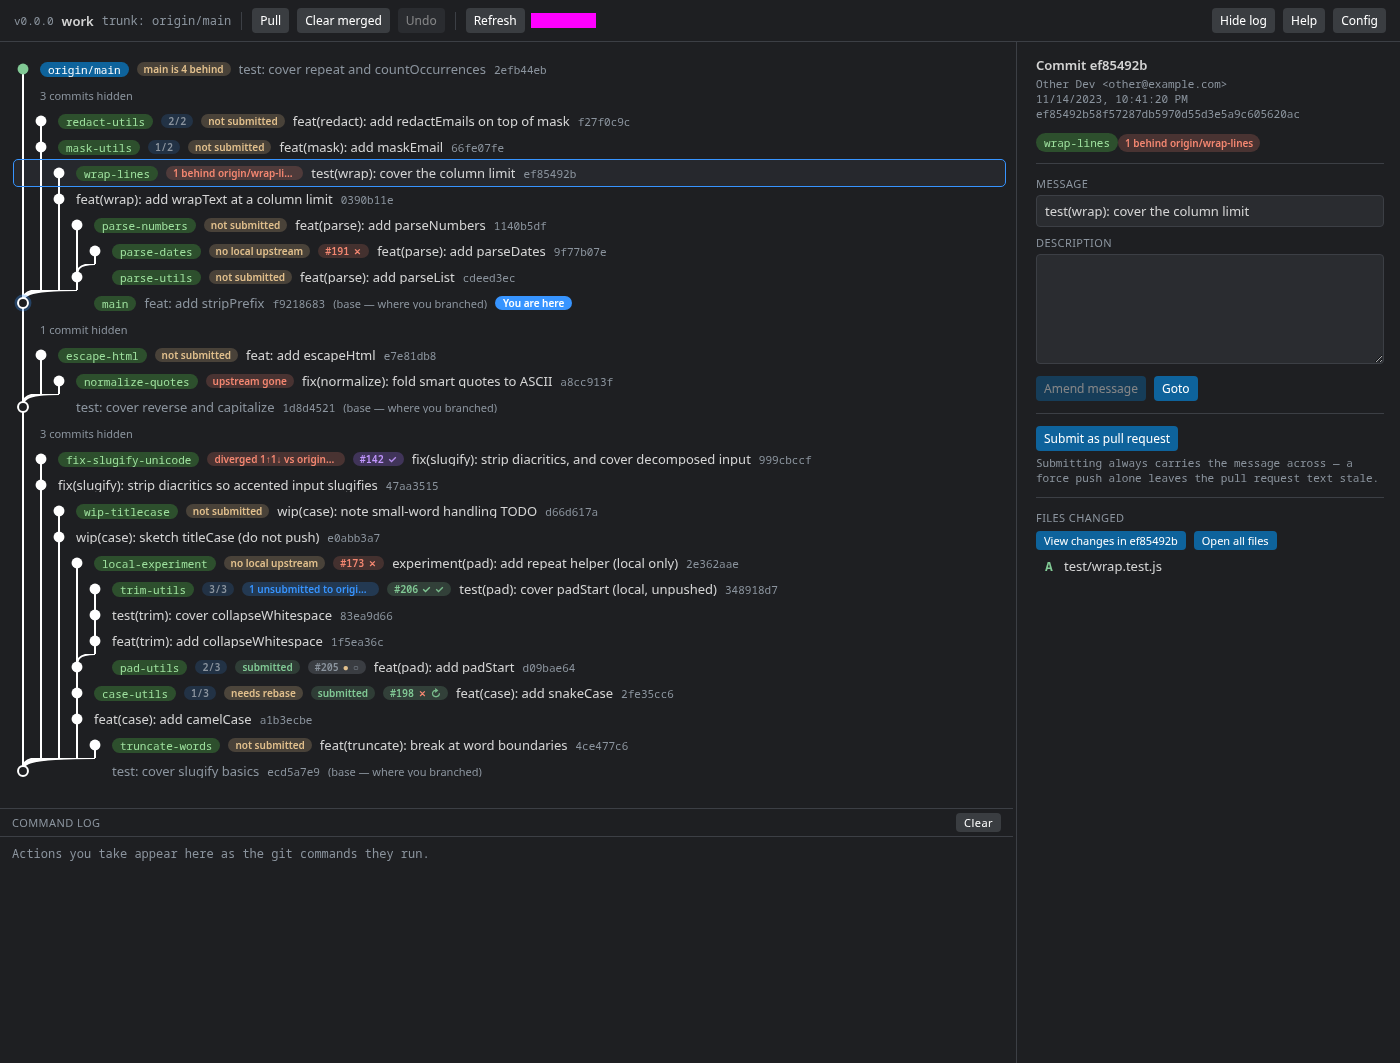 v0.0.0 work trunk: origin/main Pull Clear merged Undo Refresh Hide log Help Config
origin/main main is 4 behind test: cover repeat and countOccurrences 2efb44eb
3 commits hidden
redact-utils 2/2 not submitted feat(redact): add redactEmails on top of mask f27f0c9c
mask-utils 1/2 not submitted feat(mask): add maskEmail 66fe07fe
wrap-lines 1 behind origin/wrap-li... test(wrap): cover the column limit ef85492b
feat(wrap): add wrapText at a column limit 0390b11e
parse-numbers not submitted feat(parse): add parseNumbers 1140b5df
parse-dates no local upstream #191 × feat(parse): add parseDates 9f77b07e
parse-utils not submitted feat(parse): add parseList cdeed3ec
main feat: add stripPrefix f9218683 (base — where you branched) You are here
1 commit hidden
escape-html not submitted feat: add escapeHtml e7e81db8
normalize-quotes upstream gone fix(normalize): fold smart quotes to ASCII a8cc913f
test: cover reverse and capitalize 1d8d4521 (base — where you branched)
3 commits hidden
fix-slugify-unicode diverged 1↑1↓ vs origin... #142 ✓ fix(slugify): strip diacritics, and cover decomposed input 999cbccf
fix(slugify): strip diacritics so accented input slugifies 47aa3515
wip-titlecase not submitted wip(case): note small-word handling TODO d66d617a
wip(case): sketch titleCase (do not push) e0abb3a7
local-experiment no local upstream #173 × experiment(pad): add repeat helper (local only) 2e362aae
trim-utils 3/3 1 unsubmitted to origi... #206 ✓ ✓ test(pad): cover padStart (local, unpushed) 348918d7
test(trim): cover collapseWhitespace 83ea9d66
feat(trim): add collapseWhitespace 1f5ea36c
pad-utils 2/3 submitted #205 ● ○ feat(pad): add padStart d09bae64
case-utils 1/3 needs rebase submitted #198 × ↻ feat(case): add snakeCase 2fe35cc6
feat(case): add camelCase a1b3ecbe
truncate-words not submitted feat(truncate): break at word boundaries 4ce477c6
test: cover slugify basics ecd5a7e9 (base — where you branched)
COMMAND LOG Clear
Actions you take appear here as the git commands they run.
Commit ef85492b
Other Dev <other@example.com>
11/14/2023, 10:41:20 PM
ef85492b58f57287db5970d55d3e5a9c605620ac
wrap-lines 1 behind origin/wrap-lines
MESSAGE
test(wrap): cover the column limit
DESCRIPTION
Amend message Goto
Submit as pull request
Submitting always carries the message across — a
force push alone leaves the pull request text stale.
FILES CHANGED
View changes in ef85492b Open all files
A test/wrap.test.js